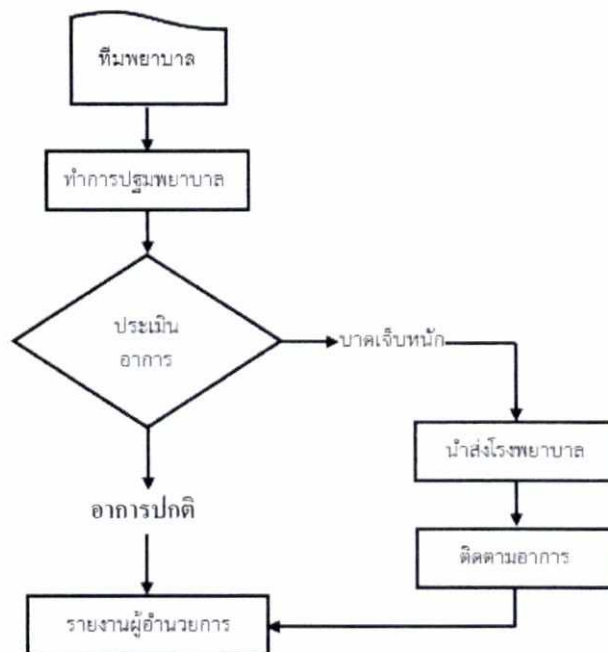 ทีมพยาบาล
ทำการปฐมพยาบาล
ประเมิน
อาการ
บาดเจ็บหนัก
นำส่งโรงพยาบาล
อาการปกติ
ติดตามอาการ
รายงานผู้อำนวยการ